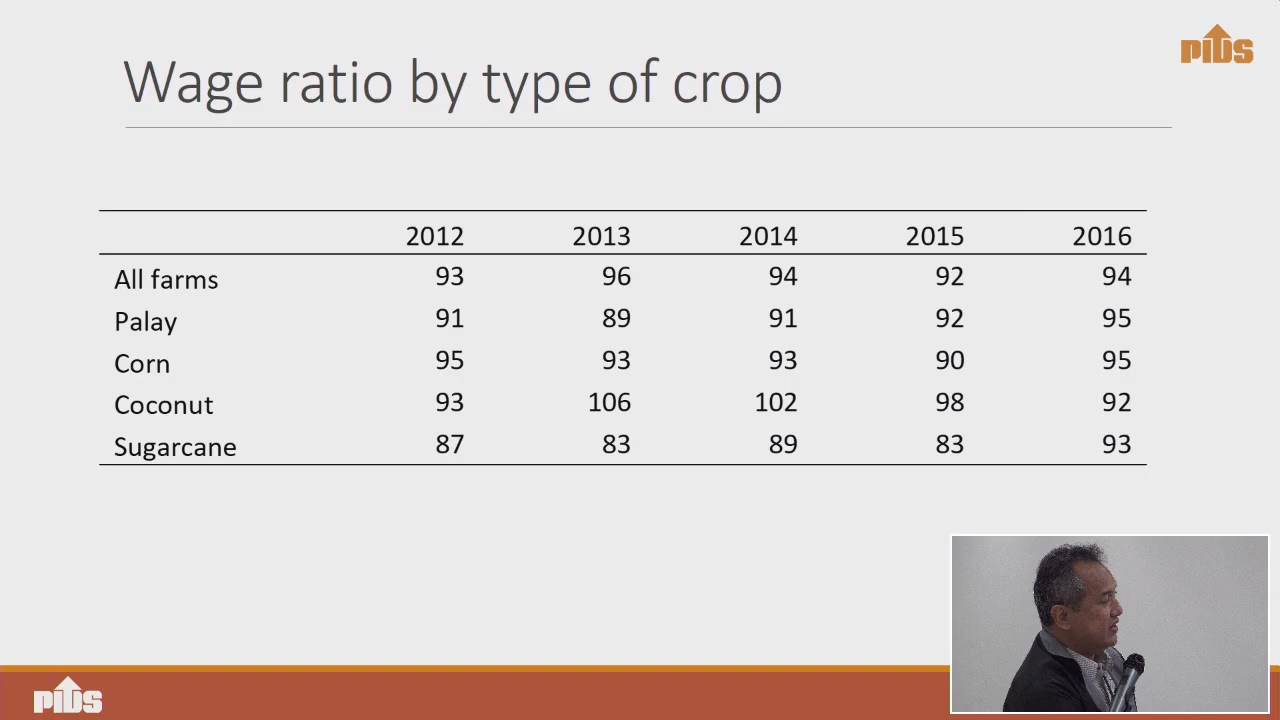 PIDS
Wage ratio by type of crop
2012 2013 2014 2015 2016
All farms 93 96 94 92 94
Palay 91 89 91 92 95
Corn 95 93 93 90 95
Coconut 93 106 102 98 92
Sugarcane 87 83 89 83 93
PIDS